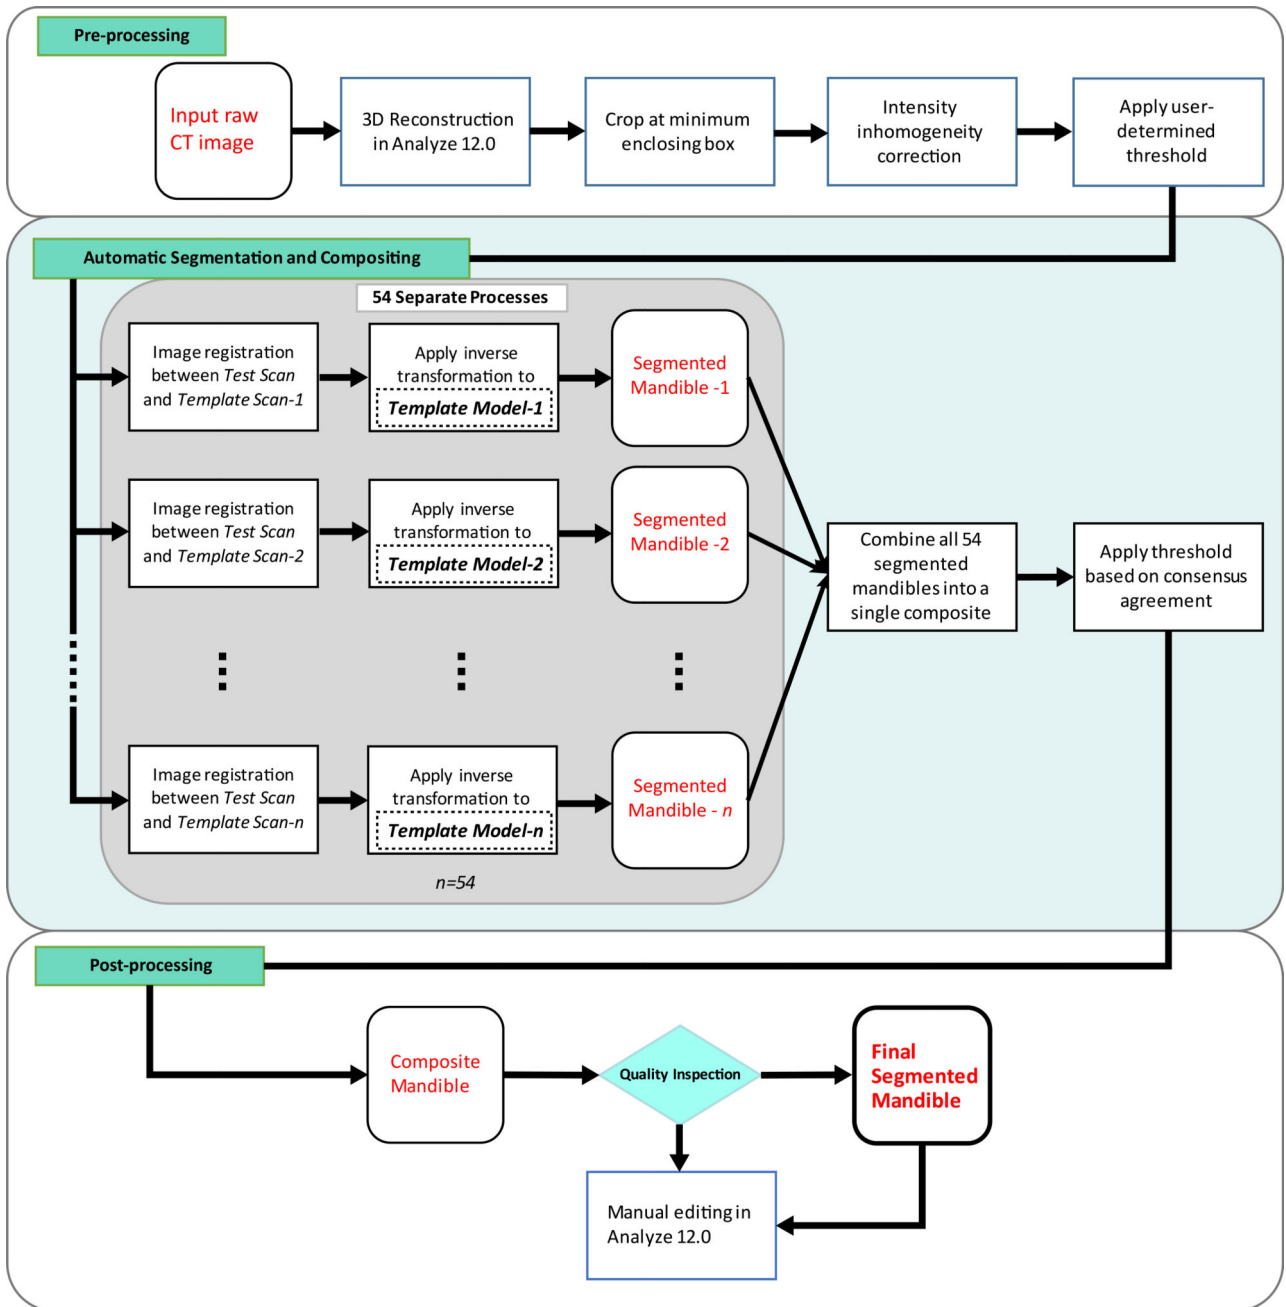 Pre-processing
Input raw
CT image
3D Reconstruction
in Analyze 12.0
Crop at minimum
enclosing box
Intensity
inhomogeneity
correction
Apply user-
determined
threshold
Automatic Segmentation and Compositing
54 Separate Processes
Image registration
between Test Scan
and Template Scan-1
Apply inverse
transformation to
Template Model-1
Segmented
Mandible -1
Image registration
between Test Scan
and Template Scan-2
Apply inverse
transformation to
Template Model-2
Segmented
Mandible -2
Combine all 54
segmented
mandibles into a
single composite
Apply threshold
based on consensus
agreement
Image registration
between Test Scan
and Template Scan-n
Apply inverse
transformation to
Template Model-n
Segmented
Mandible - n
n=54
Post-processing
Composite
Mandible
Quality Inspection
Final
Segmented
Mandible
Manual editing in
Analyze 12.0